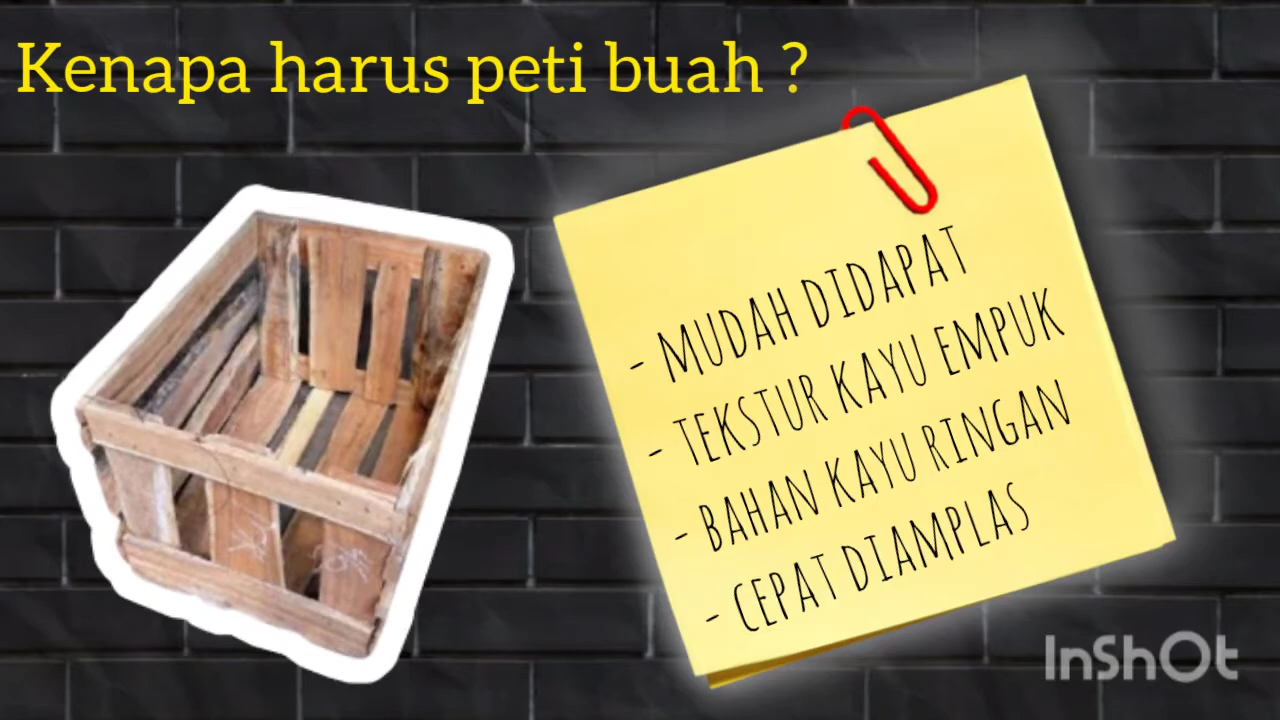 Kenapa harus peti buah ?
- MUDAH DIDAPAT
- TEKSTUR KAYU EMPUK
- BAHAN KAYU RINGAN
- CEPAT DIAMPLAS
InShOt